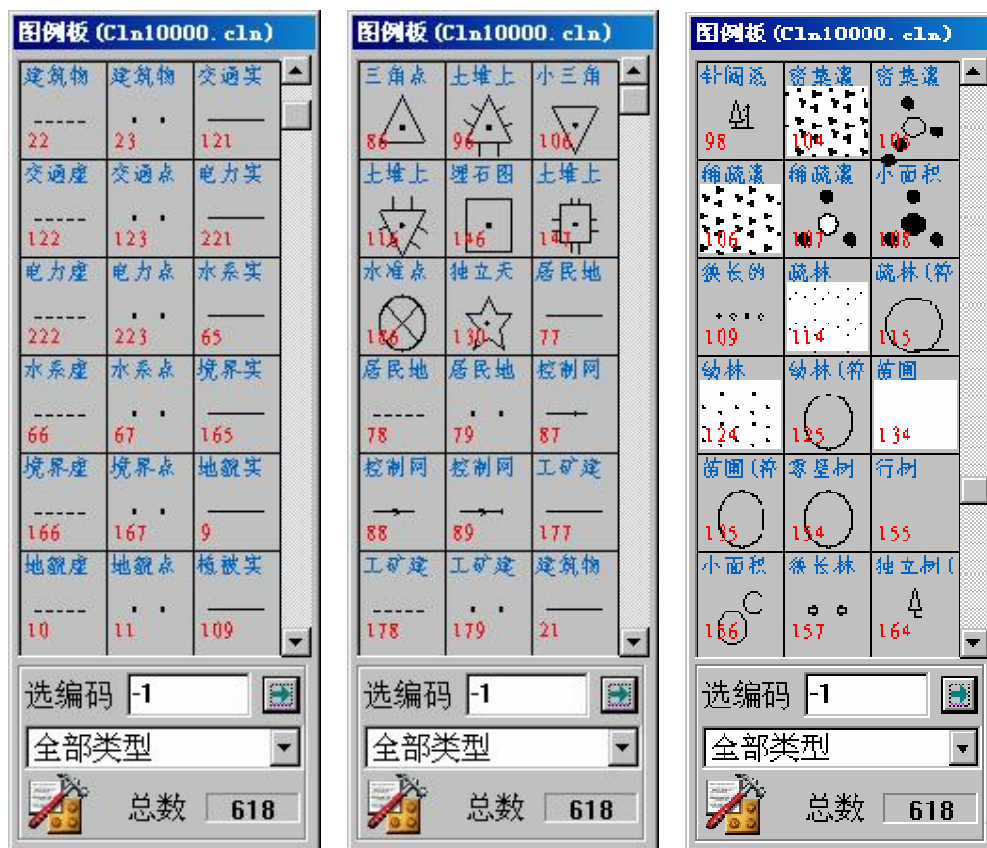 图例板 (Cln10000. cln)
建筑物 建筑物 交通实
22 23 121
交通虚 交通点 电力实
122 123 221
电力虚 电力点 水系实
222 223 65
水系虚 水系点 境界实
66 67 165
境界虚 境界点 地貌实
166 167 9
地貌虚 地貌点 植被实
10 11 109
选编码 -1
全部类型
总数 618
图例板 (Cln10000. cln)
三角点 土堆上 小三角
86 96 106
土堆上 埋石图 土堆上
116 146 147
水准点 独立天 居民地
186 130 77
居民地 居民地 控制网
78 79 87
控制网 控制网 工矿建
88 89 177
工矿建 工矿建 建筑物
178 179 21
选编码 -1
全部类型
总数 618
图例板 (Cln10000. cln)
针阔混 密集灌 密集灌
98 104 105
稀疏灌 稀疏灌 小面积
106 107 108
狭长的 疏林 疏林(符
109 114 115
幼林 幼林(符 苗圃
124 125 134
苗圃(符 零星树 行树
135 154 155
小面积 狭长林 独立树(
156 157 164
选编码 -1
全部类型
总数 618